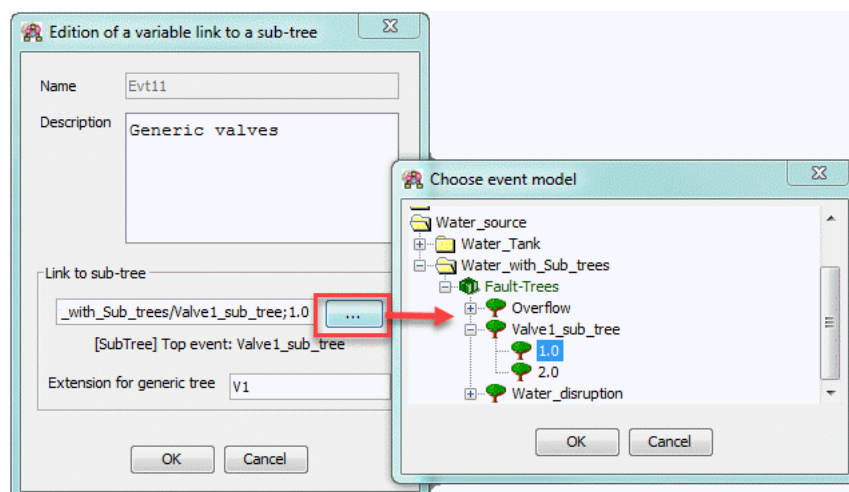 Edition of a variable link to a sub-tree
Name
Evt11
Description
Generic valves
Link to sub-tree
_with_Sub_trees/Valve1_sub_tree;1.0
...
[SubTree] Top event: Valve1_sub_tree
Extension for generic tree
V1
OK
Cancel
Choose event model
Water_source
Water_Tank
Water_with_Sub_trees
Fault-Trees
Overflow
Valve1_sub_tree
1.0
2.0
Water_disruption
OK
Cancel